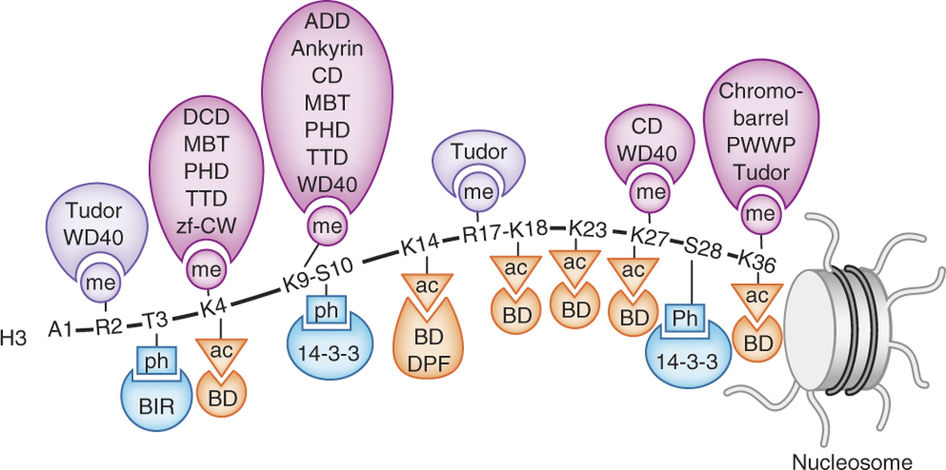 ADD
Ankyrin
CD
MBT
PHD
TTD
WD40
me
DCD
MBT
PHD
TTD
zf-CW
me
Tudor
WD40
me
Tudor
me
CD
WD40
me
Chromo-
barrel
PWWP
Tudor
me
H3 A1 R2 T3 K4 K9-S10 K14 R17-K18 K23 K27 S28 K36
ph
BIR
ac
BD
ph
14-3-3
ac
BD
DPF
ac
BD
ac
BD
ac
BD
Ph
14-3-3
ac
BD
Nucleosome